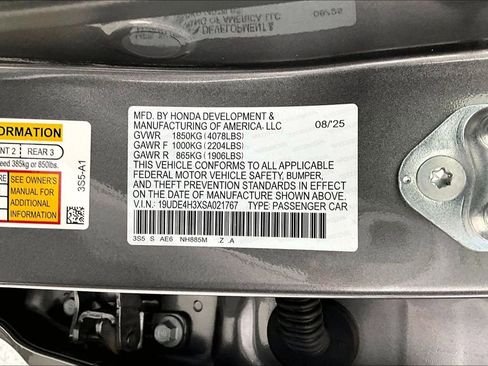 MFD. BY HONDA DEVELOPMENT &
MANUFACTURING OF AMERICA, LLC 08/'25
GVWR 1850KG (4078LBS)
GAWR F 1000KG (2204LBS)
GAWR R 865KG (1906LBS)
THIS VEHICLE CONFORMS TO ALL APPLICABLE
FEDERAL MOTOR VEHICLE SAFETY, BUMPER,
AND THEFT PREVENTION STANDARDS IN EFFECT
ON THE DATE OF MANUFACTURE SHOWN ABOVE.
V.I.N.: 19UDE4H3XSA021767 TYPE: PASSENGER CAR
3S5 S AE6 NH885M Z .A
FORMATION
2 REAR 3
exceed 385kg or 850lbs.
SEE OWNER'S
MANUAL FOR
ADDITIONAL
INFORMATION
3S5-A1